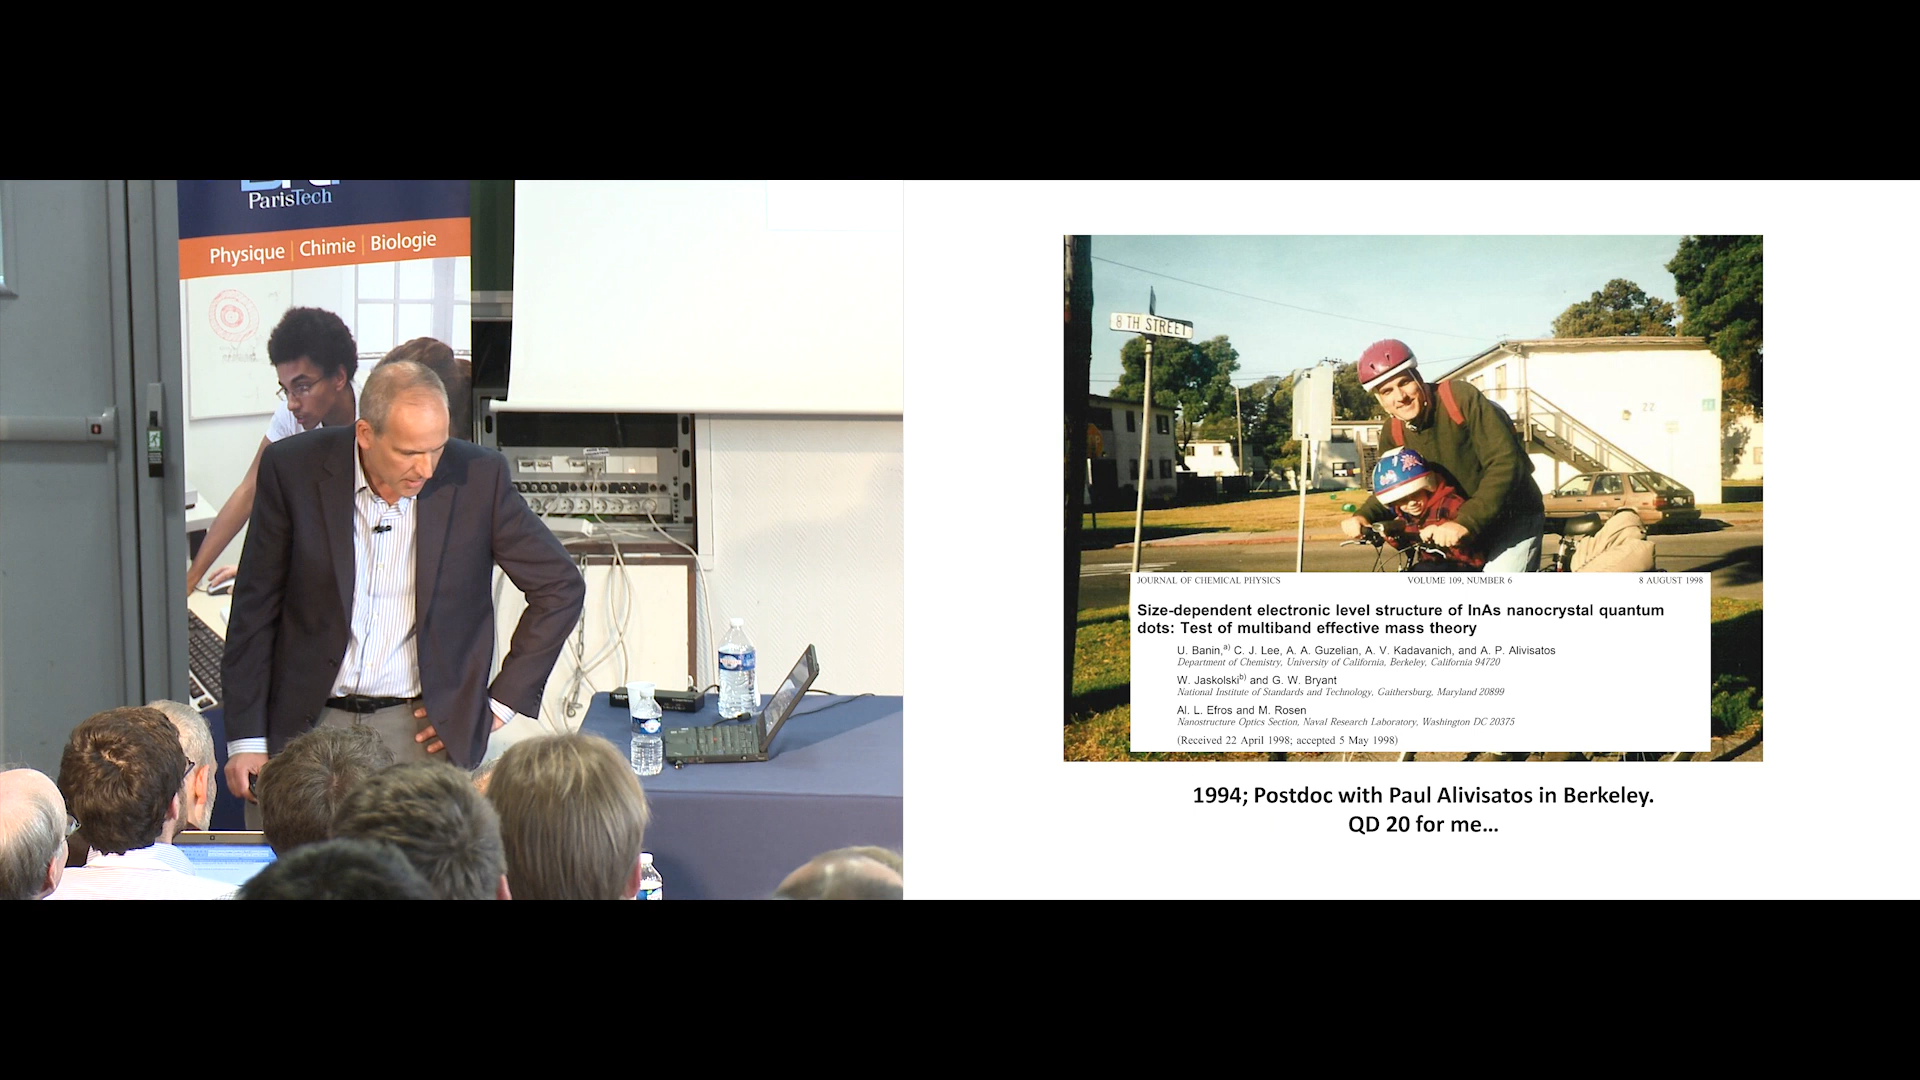 ParisTech
Physique | Chimie | Biologie
8 TH STREET
22
JOURNAL OF CHEMICAL PHYSICS VOLUME 109, NUMBER 6 8 AUGUST 1998
Size-dependent electronic level structure of InAs nanocrystal quantum
dots: Test of multiband effective mass theory
U. Banin,a) C. J. Lee, A. A. Guzelian, A. V. Kadavanich, and A. P. Alivisatos
Department of Chemistry, University of California, Berkeley, California 94720
W. Jaskolskib) and G. W. Bryant
National Institute of Standards and Technology, Gaithersburg, Maryland 20899
Al. L. Efros and M. Rosen
Nanostructure Optics Section, Naval Research Laboratory, Washington DC 20375
(Received 22 April 1998; accepted 5 May 1998)
1994; Postdoc with Paul Alivisatos in Berkeley.
QD 20 for me...